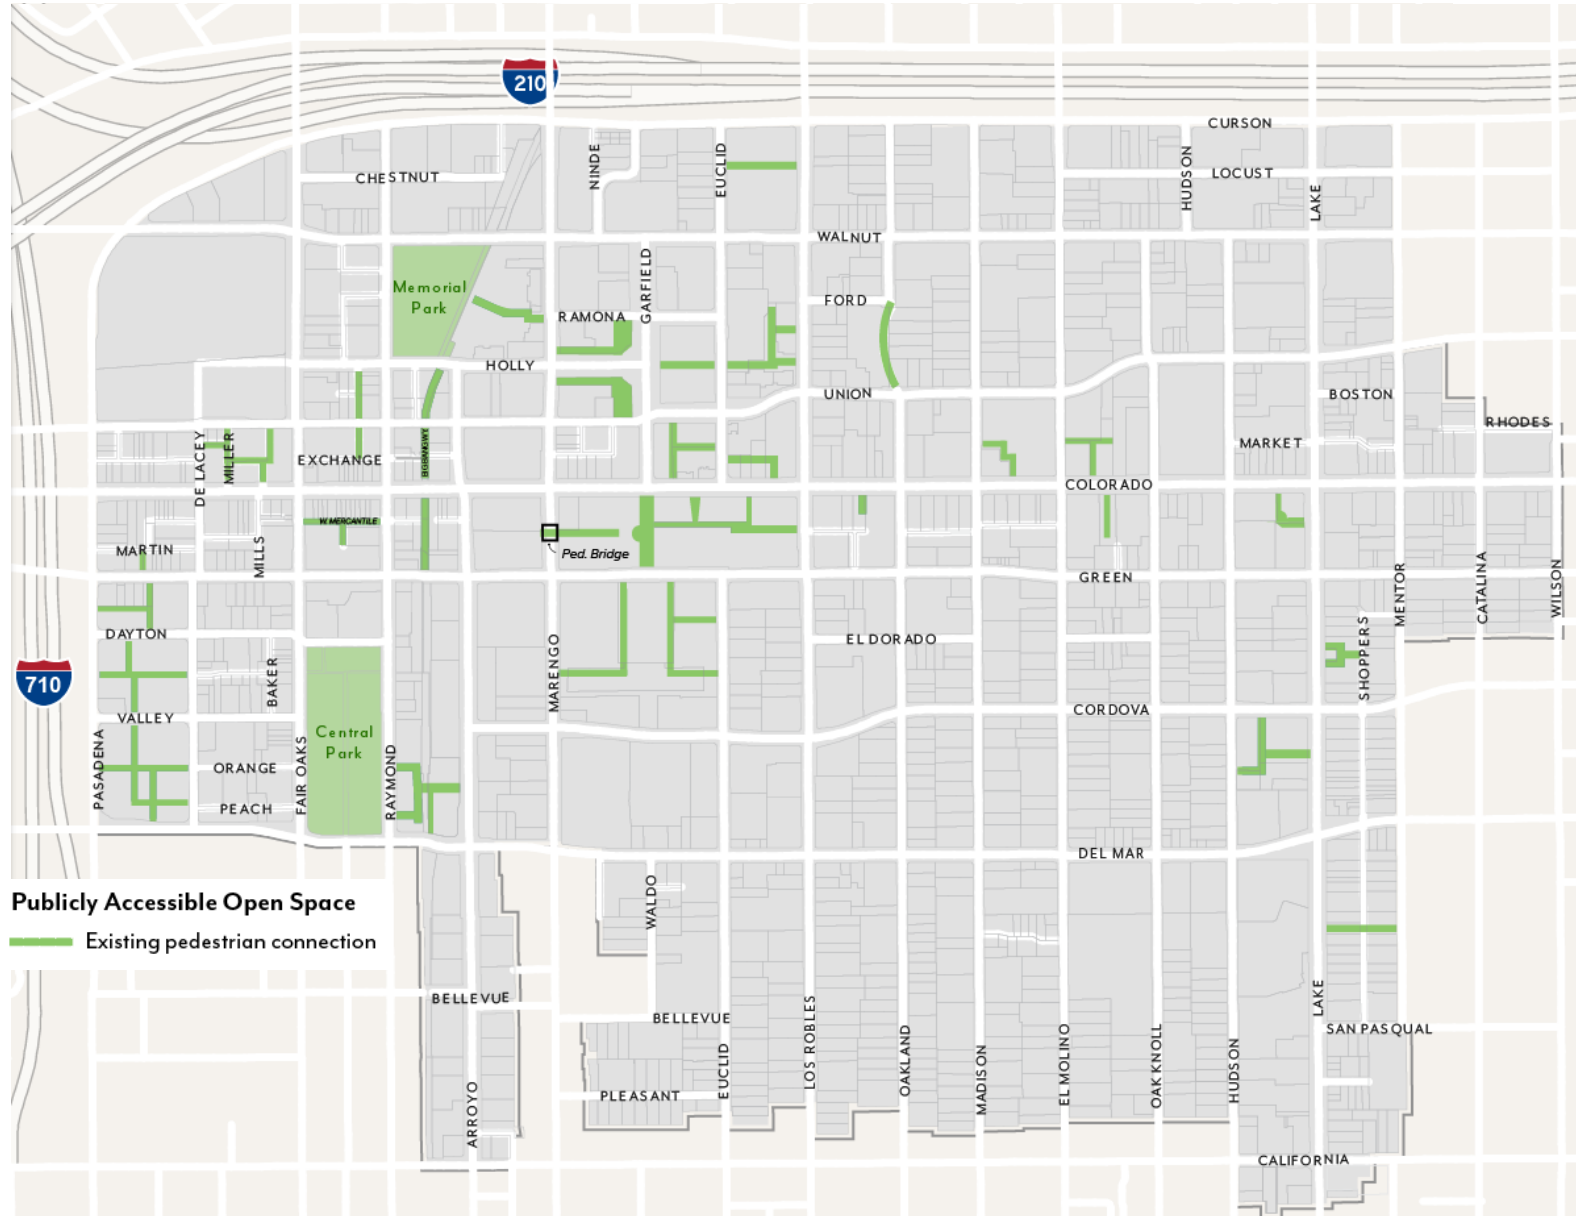 210
CURSON
CHESTNUT
NINDE
EUCLID
HUDSON
LOCUST
LAKE
WALNUT
GARFIELD
Memorial
Park
FORD
RAMONA
HOLLY
UNION
BOSTON
RHODES
DE LACEY
MILLER
EXCHANGE
BIG BANG WY
MARKET
COLORADO
W. MERCANTILE
MARTIN
MILLS
Ped. Bridge
GREEN
MENTOR
CATALINA
WILSON
DAYTON
EL DORADO
SHOPPERS
710
BAKER
MARENGO
VALLEY
CORDOVA
Central
Park
PASADENA
FAIR OAKS
RAYMOND
ORANGE
PEACH
DEL MAR
WALDO
Publicly Accessible Open Space
Existing pedestrian connection
BELLEVUE
BELLEVUE
LAKE
SAN PASQUAL
ARROYO
PLEASANT
EUCLID
LOS ROBLES
OAKLAND
MADISON
EL MOLINO
OAK KNOLL
HUDSON
CALIFORNIA